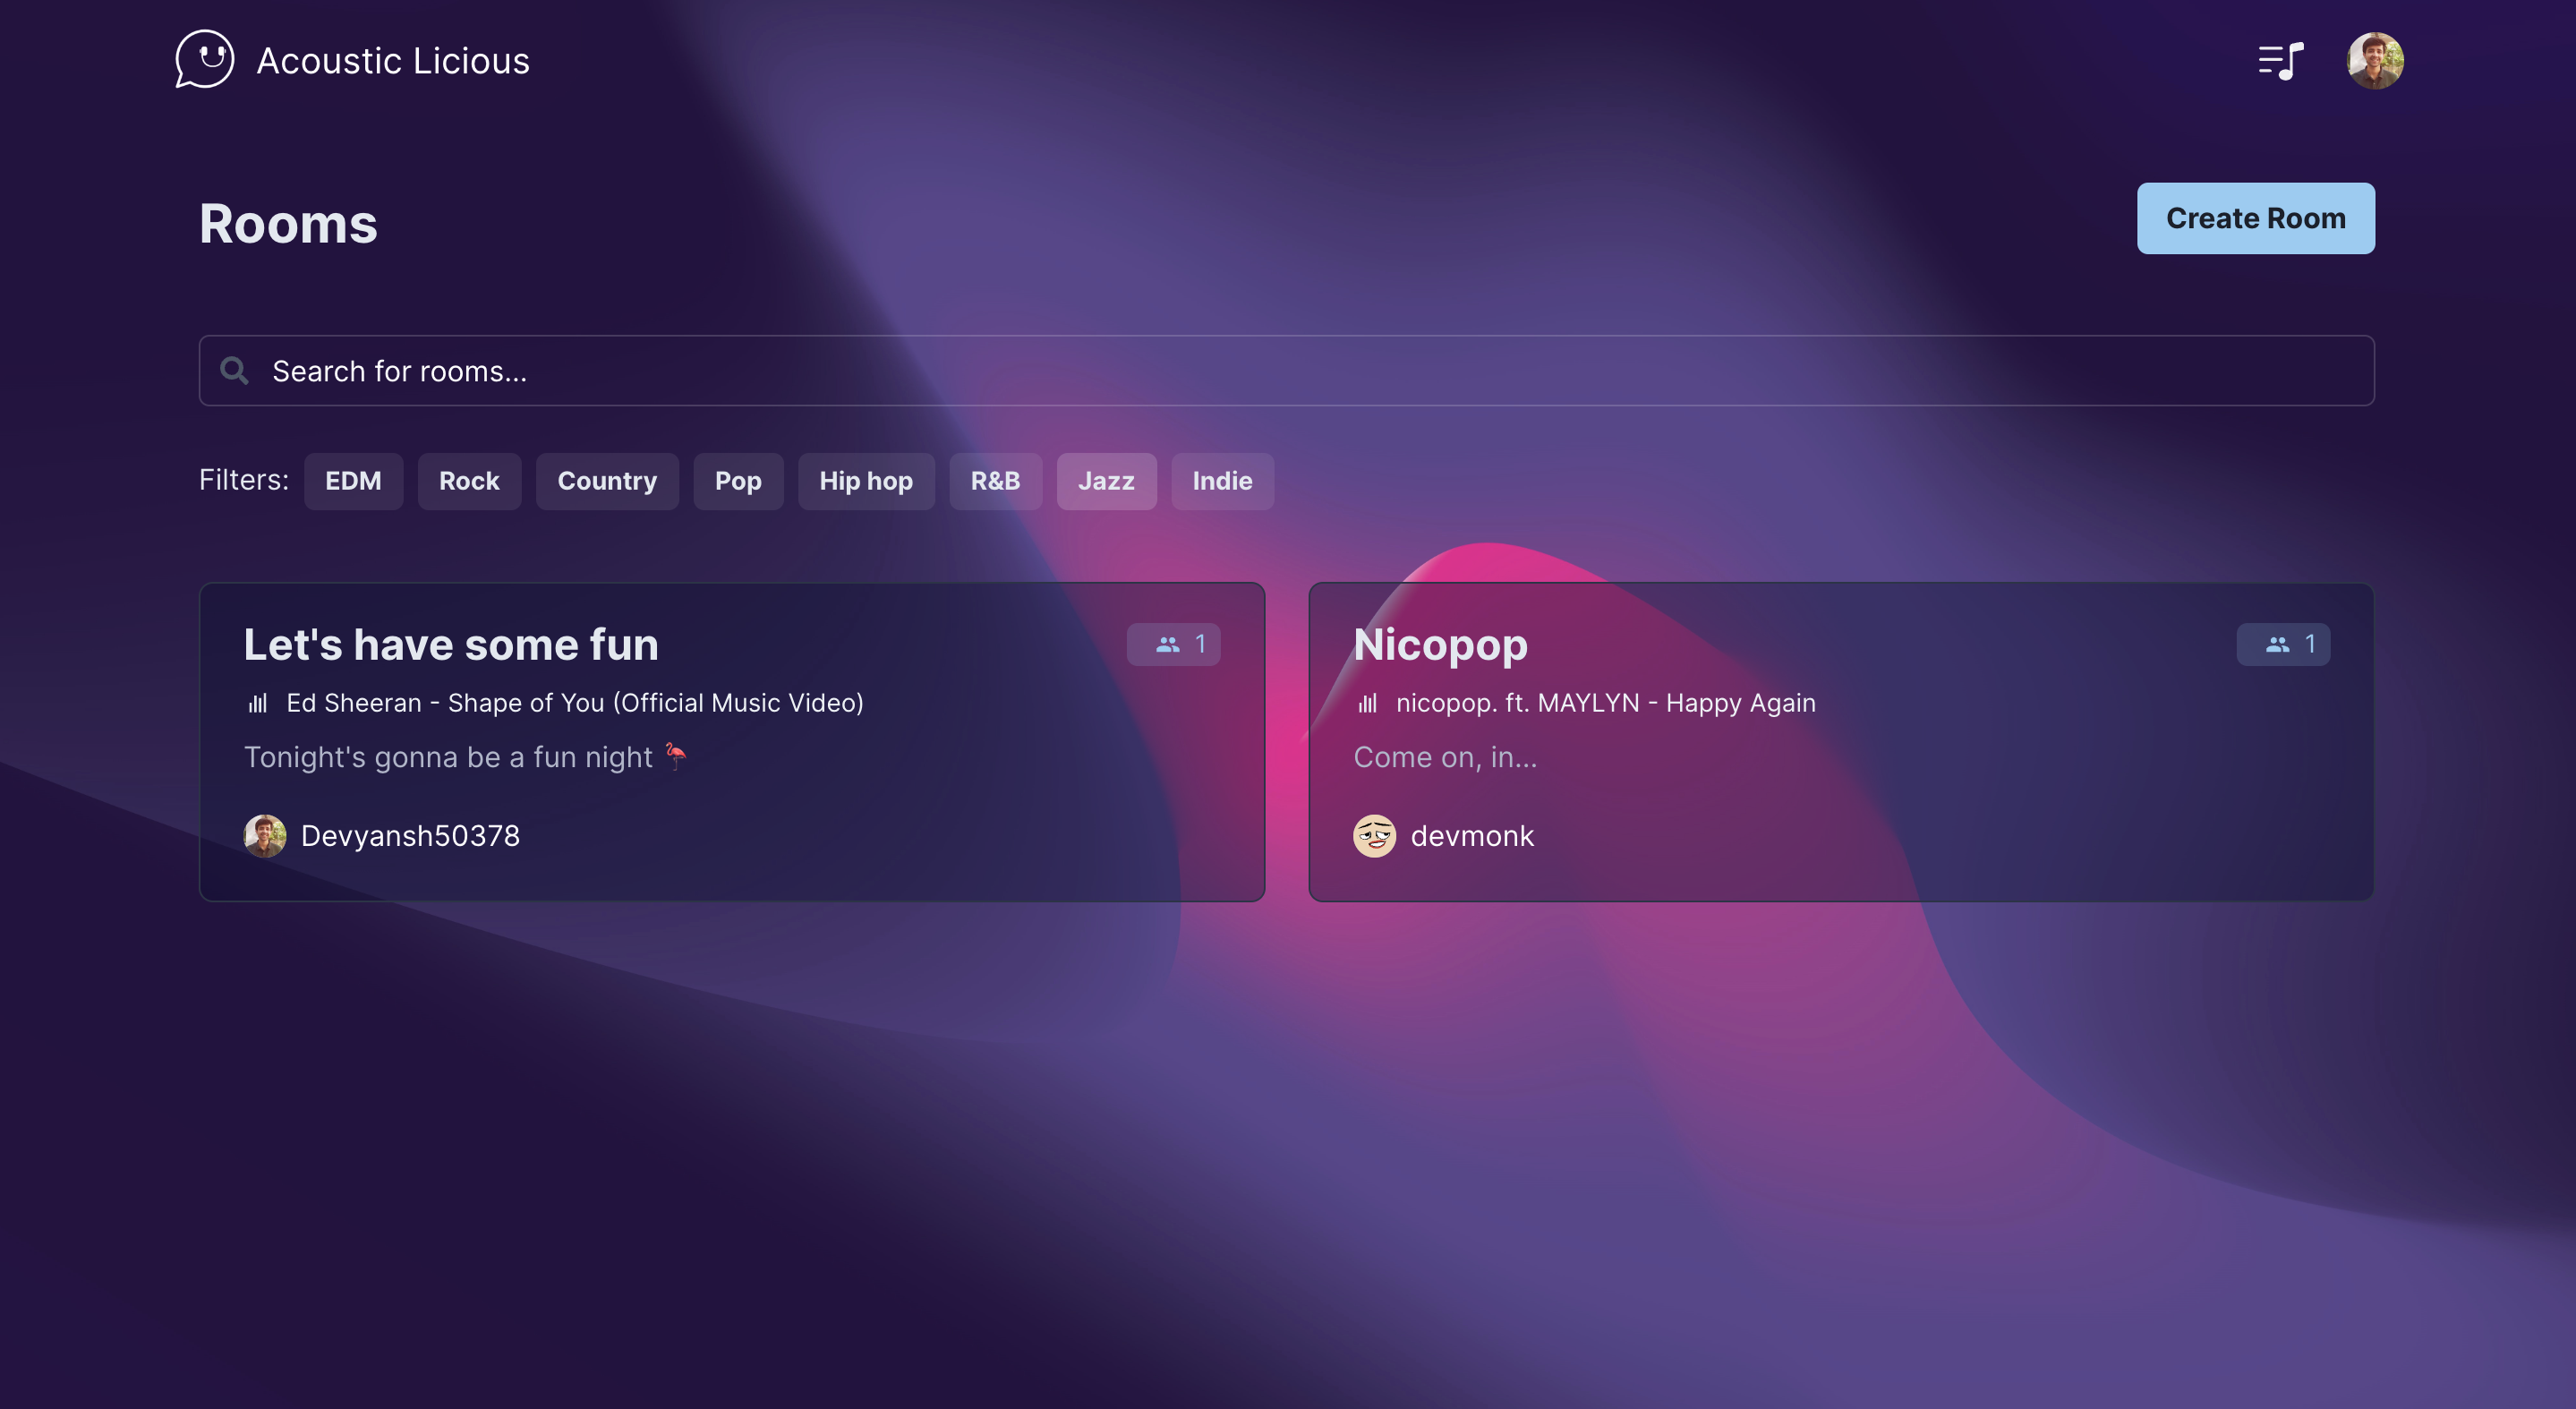 Acoustic Licious
Rooms
Create Room
Search for rooms...
Filters: EDM Rock Country Pop Hip hop R&B Jazz Indie
Let's have some fun
1
Ed Sheeran - Shape of You (Official Music Video)
Tonight's gonna be a fun night 🦩
Devyansh50378
Nicopop
1
nicopop. ft. MAYLYN - Happy Again
Come on, in...
devmonk